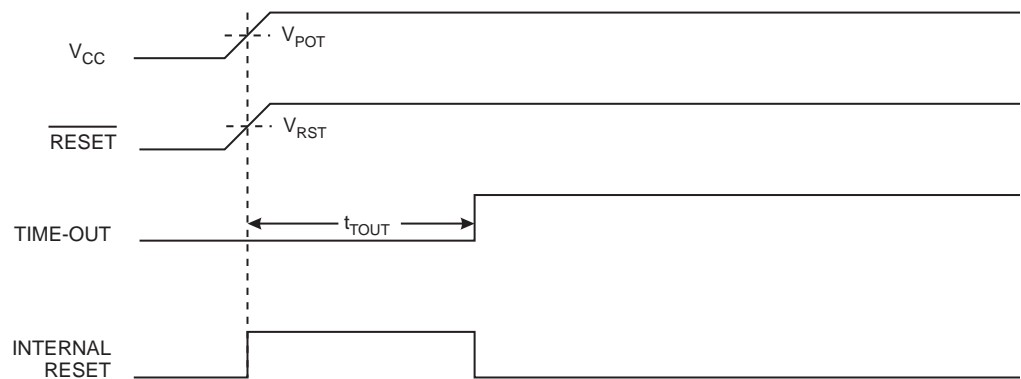 VCC
VPOT
RESET
VRST
TIME-OUT
tTOUT
INTERNAL
RESET